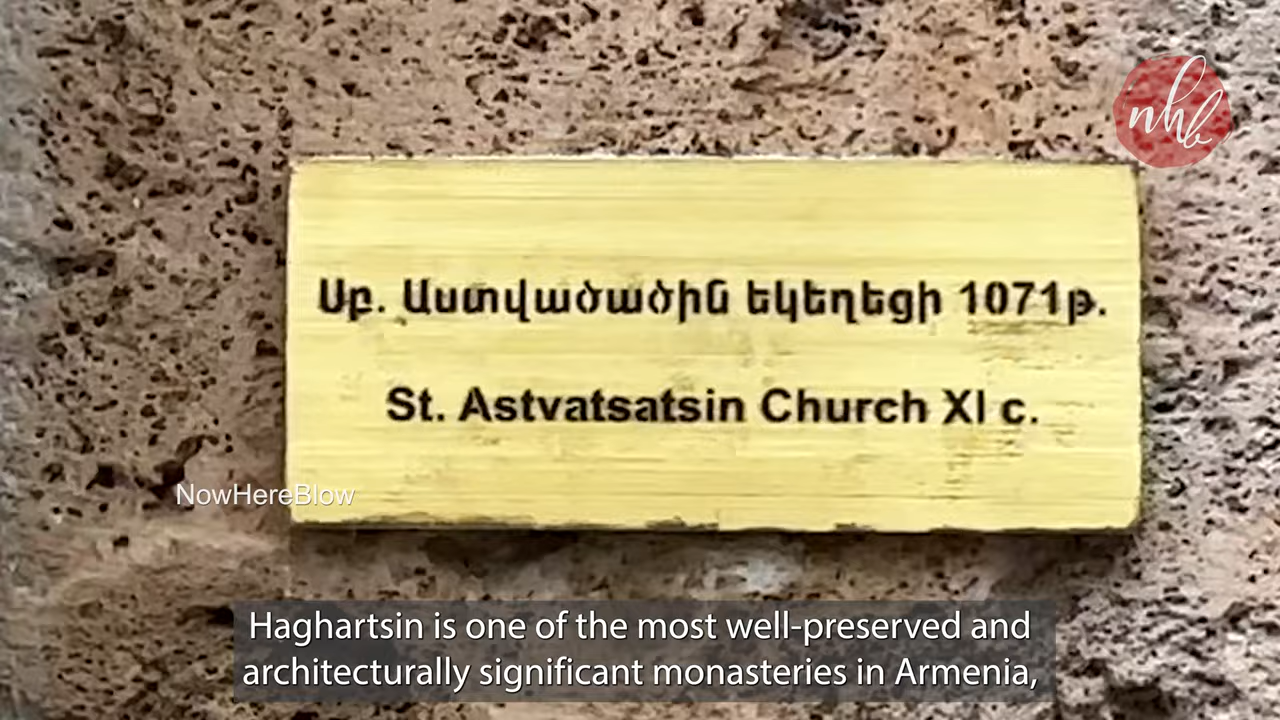 nhb
Սբ. Աստվածածին եկեղեցի 1071թ.
St. Astvatsatsin Church XI c.
NowHereBlow
Haghartsin is one of the most well-preserved and
architecturally significant monasteries in Armenia,